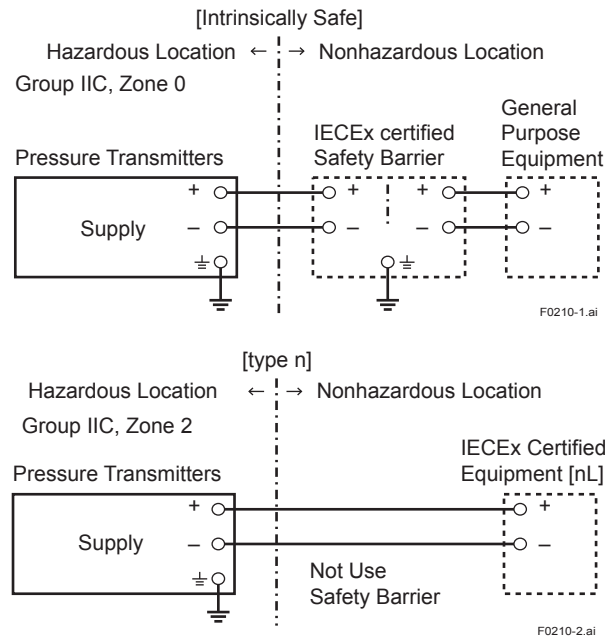 [Intrinsically Safe]
Hazardous Location ← → Nonhazardous Location
Group IIC, Zone 0
General
IECEx certified Purpose
Pressure Transmitters Safety Barrier Equipment
+ + + +
Supply – – – –
F0210-1.ai
[type n]
Hazardous Location ← → Nonhazardous Location
Group IIC, Zone 2
IECEx Certified
Pressure Transmitters Equipment [nL]
+ +
Supply – –
Not Use
Safety Barrier
F0210-2.ai